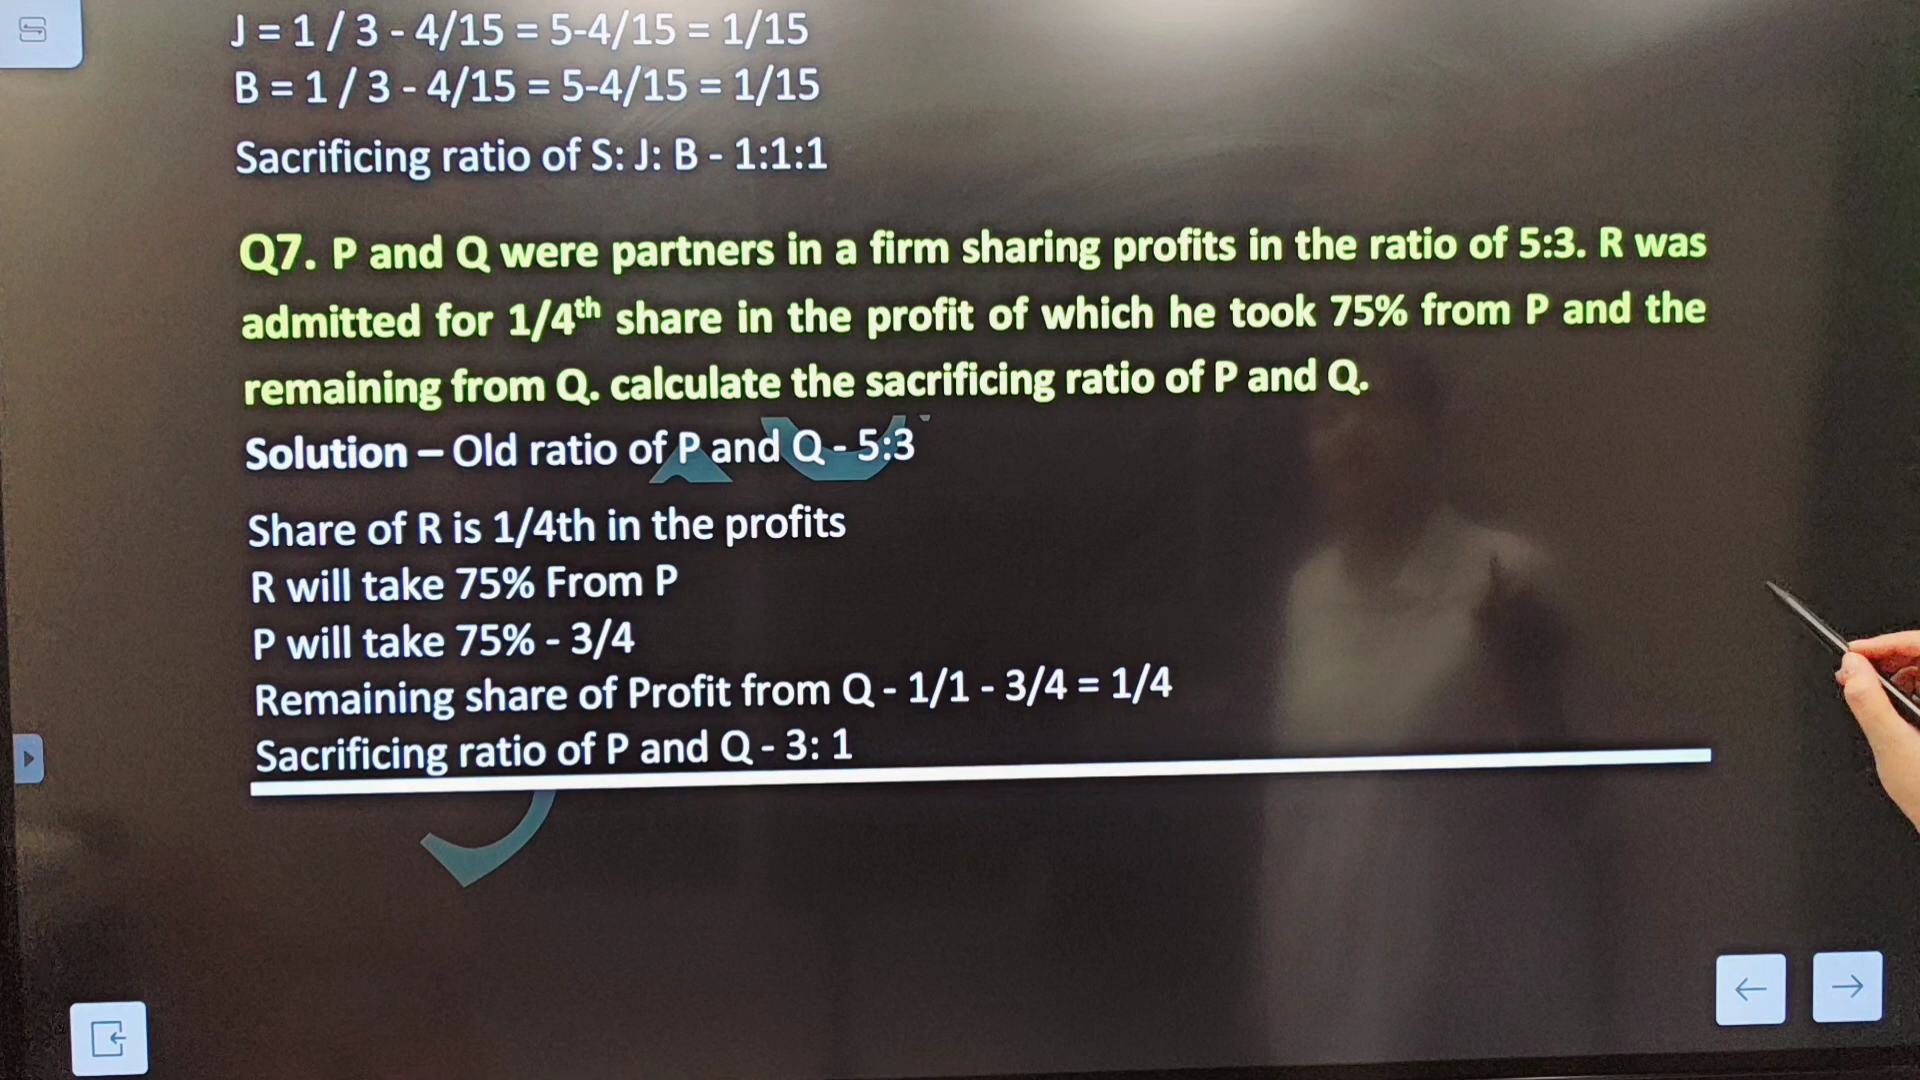 J = 1 / 3 - 4/15 = 5-4/15 = 1/15
B = 1 / 3 - 4/15 = 5-4/15 = 1/15
Sacrificing ratio of S: J: B - 1:1:1
Q7. P and Q were partners in a firm sharing profits in the ratio of 5:3. R was
admitted for 1/4th share in the profit of which he took 75% from P and the
remaining from Q. calculate the sacrificing ratio of P and Q.
Solution – Old ratio of P and Q - 5:3
Share of R is 1/4th in the profits
R will take 75% From P
P will take 75% - 3/4
Remaining share of Profit from Q - 1/1 - 3/4 = 1/4
Sacrificing ratio of P and Q - 3: 1